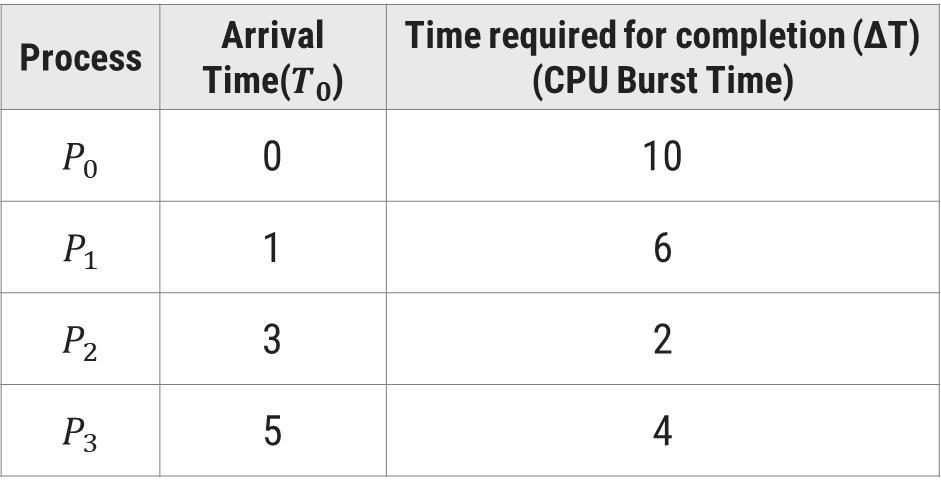 Process Arrival Time(T₀) Time required for completion (ΔT) (CPU Burst Time)
P₀ 0 10
P₁ 1 6
P₂ 3 2
P₃ 5 4